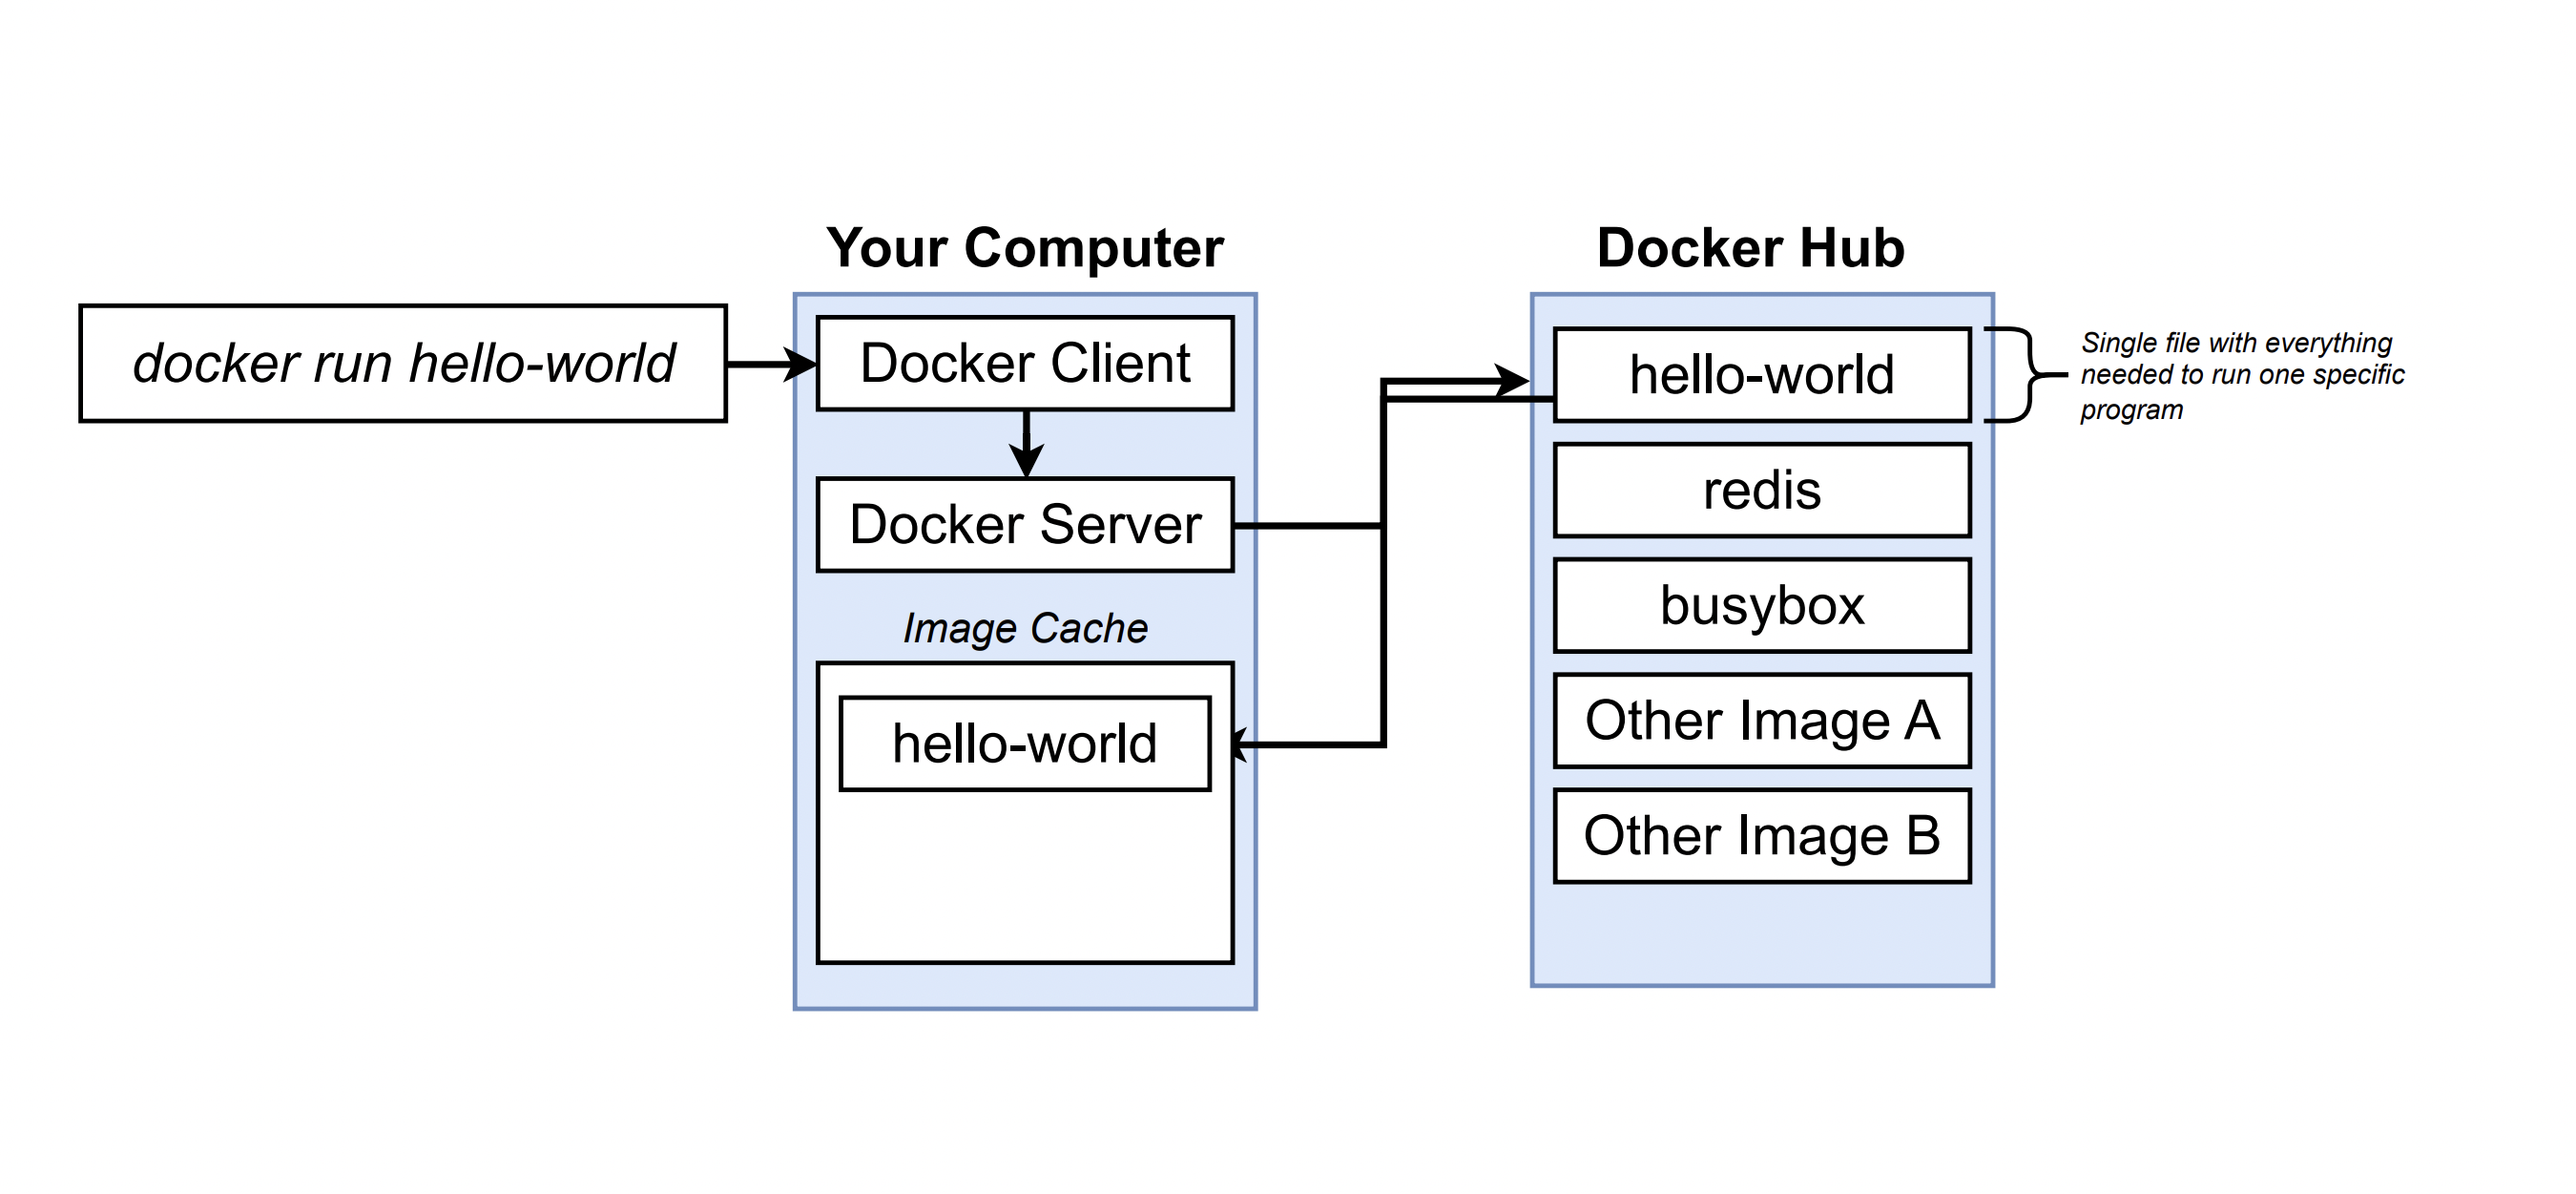 Your Computer
Docker Hub
docker run hello-world
Docker Client
Docker Server
Image Cache
hello-world
hello-world
redis
busybox
Other Image A
Other Image B
Single file with everything
needed to run one specific
program